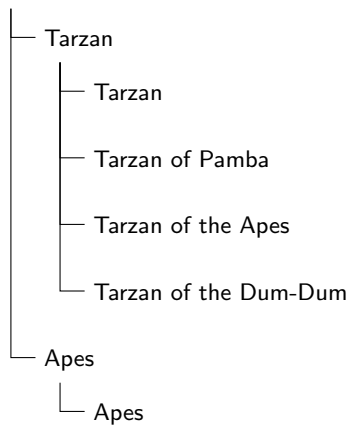 Tarzan
Tarzan
Tarzan of Pamba
Tarzan of the Apes
Tarzan of the Dum-Dum
Apes
Apes